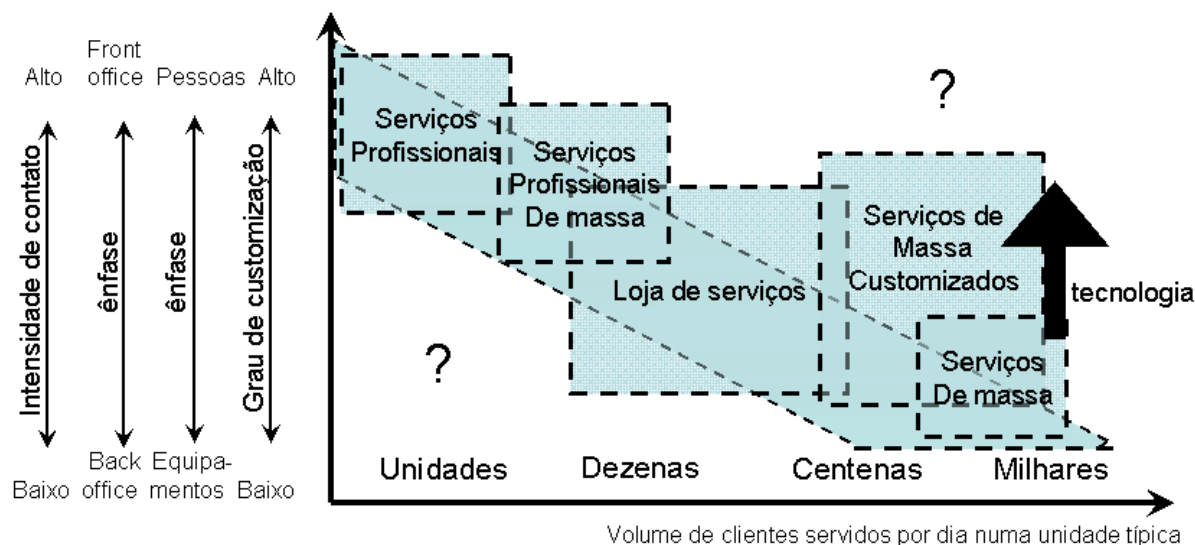 Front
office
Alto
Pessoas
Alto
Intensidade de contato
ênfase
ênfase
Grau de customização
Back
office
Equipa-
mentos
Baixo
Baixo
Serviços
Profissionais
Serviços
Profissionais
De massa
Loja de serviços
Serviços de
Massa
Customizados
Serviços
De massa
tecnologia
?
?
Unidades
Dezenas
Centenas
Milhares
Volume de clientes servidos por dia numa unidade típica